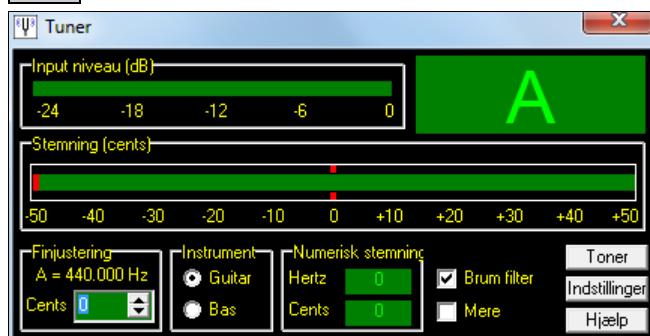 Tuner
Input niveau (dB)
-24 -18 -12 -6 0
A
Stemning (cents)
-50 -40 -30 -20 -10 0 +10 +20 +30 +40 +50
Finjustering
A = 440.000 Hz
Cents 0
Instrument
Guitar
Bas
Numerisk stemning
Hertz 0
Cents 0
Brum filter
Mere
Toner
Indstillinger
Hjælp